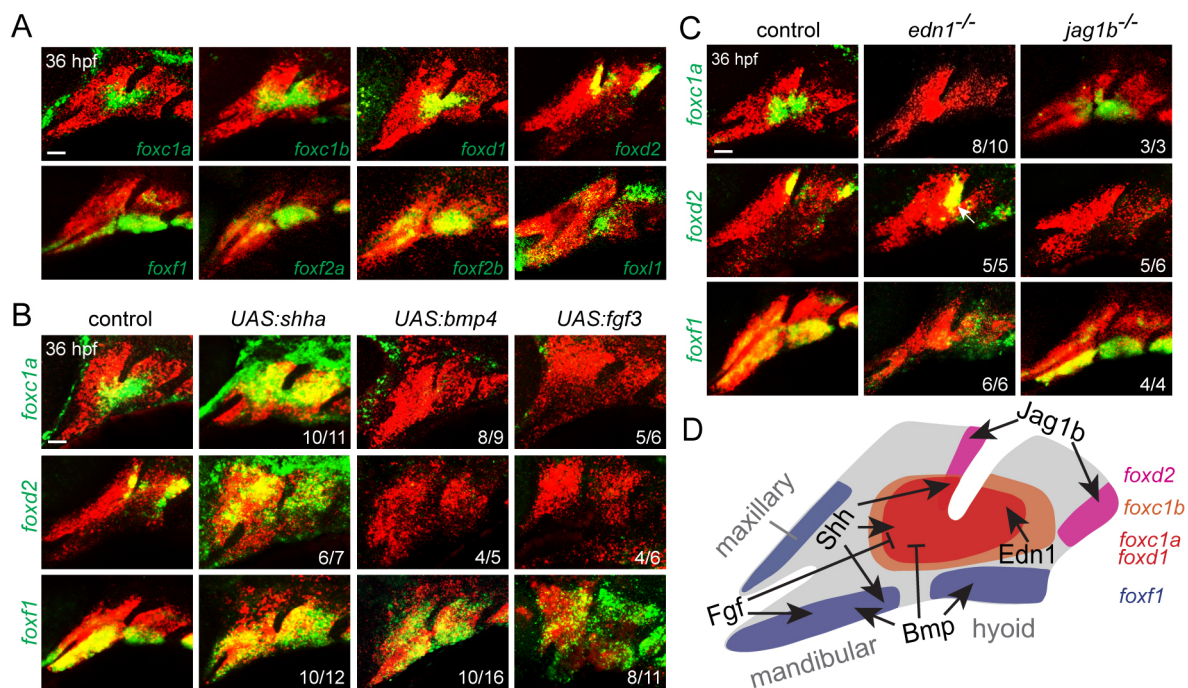 A
36 hpf
foxc1a
foxc1b
foxd1
foxd2
foxf1
foxf2a
foxf2b
foxl1
B
control
UAS:shha
UAS:bmp4
UAS:fgf3
foxc1a
36 hpf
10/11
8/9
5/6
foxd2
6/7
4/5
4/6
foxf1
10/12
10/16
8/11
C
control
edn1-/-
jag1b-/-
foxc1a
36 hpf
8/10
3/3
foxd2
5/5
5/6
foxf1
6/6
4/4
D
Jag1b
maxillary
Shh
Edn1
Fgf
Bmp
mandibular
hyoid
foxd2
foxc1b
foxc1a
foxd1
foxf1